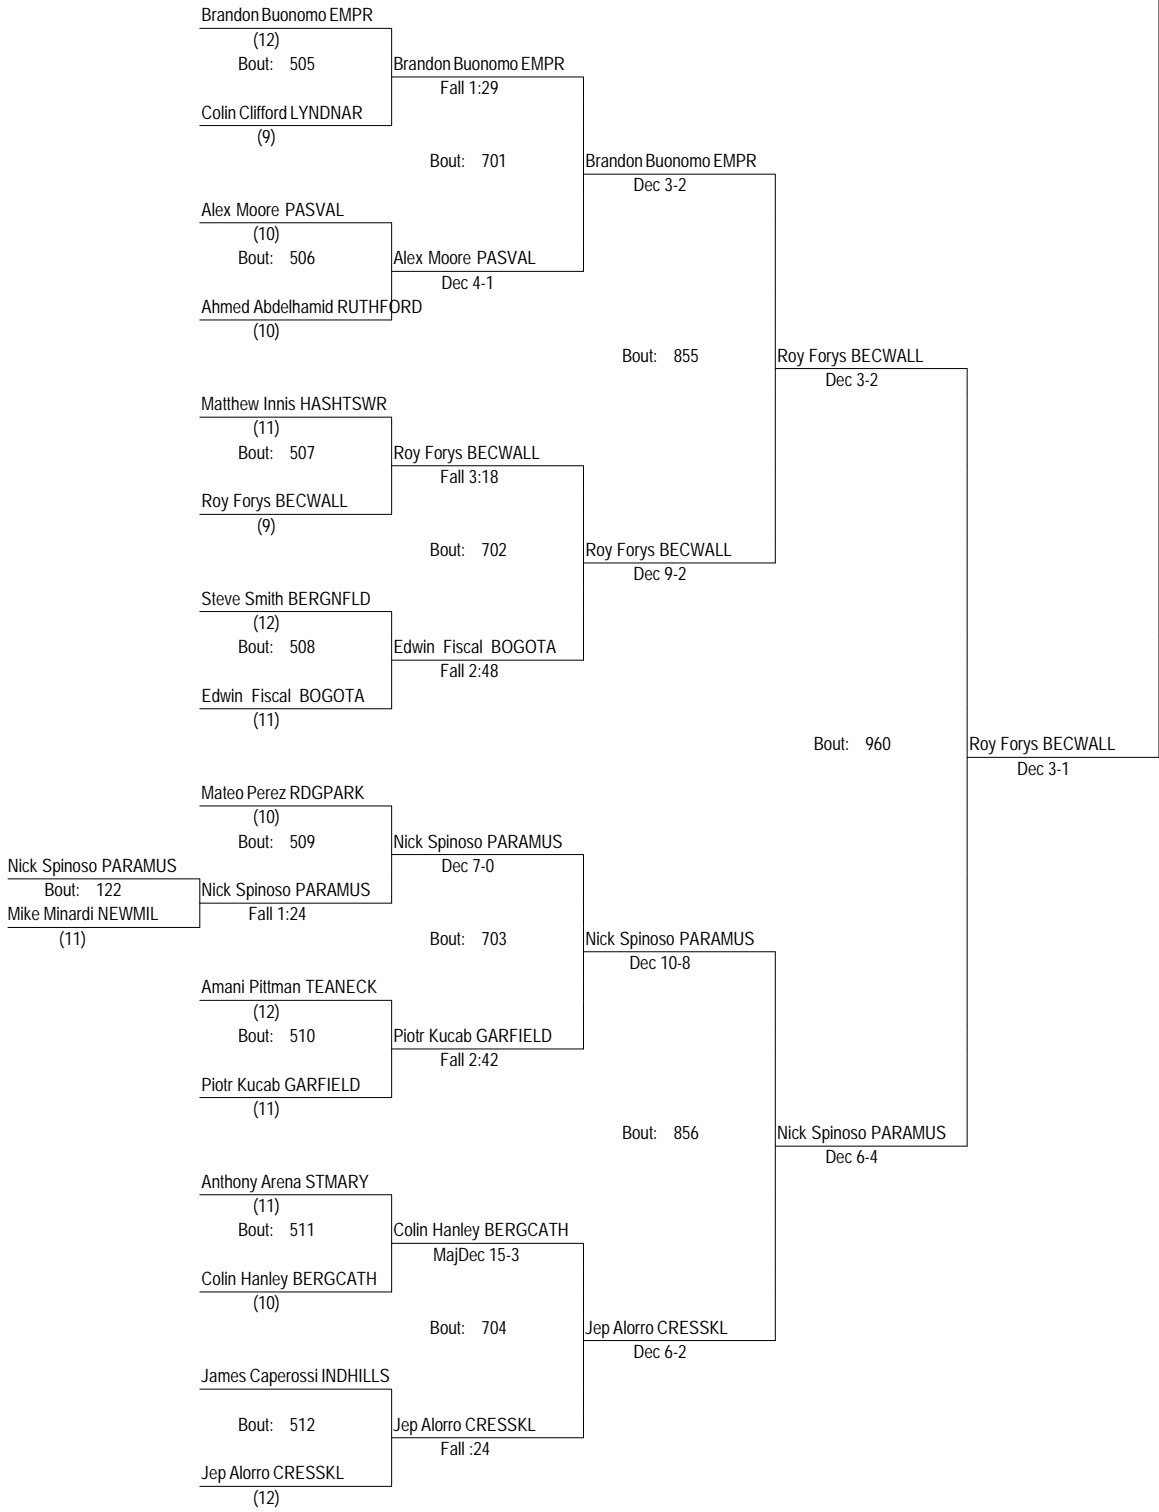 Brandon Buonomo EMPR
(12)
Bout: 505
Brandon Buonomo EMPR
Fall 1:29
Colin Clifford LYNDNAR
(9)
Bout: 701
Brandon Buonomo EMPR
Dec 3-2
Alex Moore PASVAL
(10)
Bout: 506
Alex Moore PASVAL
Dec 4-1
Ahmed Abdelhamid RUTHFORD
(10)
Bout: 855
Roy Forys BECWALL
Dec 3-2
Matthew Innis HASHTSWR
(11)
Bout: 507
Roy Forys BECWALL
Fall 3:18
Roy Forys BECWALL
(9)
Bout: 702
Roy Forys BECWALL
Dec 9-2
Steve Smith BERGNFLD
(12)
Bout: 508
Edwin Fiscal BOGOTA
Fall 2:48
Edwin Fiscal BOGOTA
(11)
Bout: 960
Roy Forys BECWALL
Dec 3-1
Mateo Perez RDGPARK
(10)
Bout: 509
Nick Spinoso PARAMUS
Dec 7-0
Nick Spinoso PARAMUS
Bout: 122
Nick Spinoso PARAMUS
Fall 1:24
Mike Minardi NEWMIL
(11)
Bout: 703
Nick Spinoso PARAMUS
Dec 10-8
Amani Pittman TEANECK
(12)
Bout: 510
Piotr Kucab GARFIELD
Fall 2:42
Piotr Kucab GARFIELD
(11)
Bout: 856
Nick Spinoso PARAMUS
Dec 6-4
Anthony Arena STMARY
(11)
Bout: 511
Colin Hanley BERGCATH
MajDec 15-3
Colin Hanley BERGCATH
(10)
Bout: 704
Jep Alorro CRESSKL
Dec 6-2
James Caperossi INDHILLS
Bout: 512
Jep Alorro CRESSKL
Fall :24
Jep Alorro CRESSKL
(12)